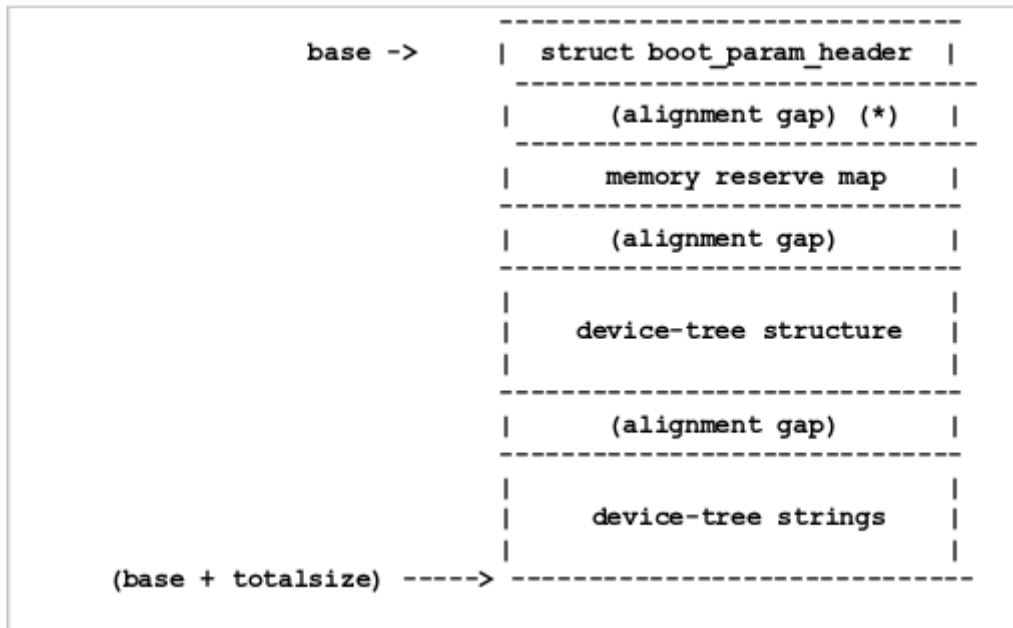 ------------------------------
base -> | struct boot_param_header |
------------------------------
| (alignment gap) (*) |
------------------------------
| memory reserve map |
------------------------------
| (alignment gap) |
------------------------------
| |
| device-tree structure |
| |
------------------------------
| (alignment gap) |
------------------------------
| |
| device-tree strings |
| |
(base + totalsize) -----> ------------------------------